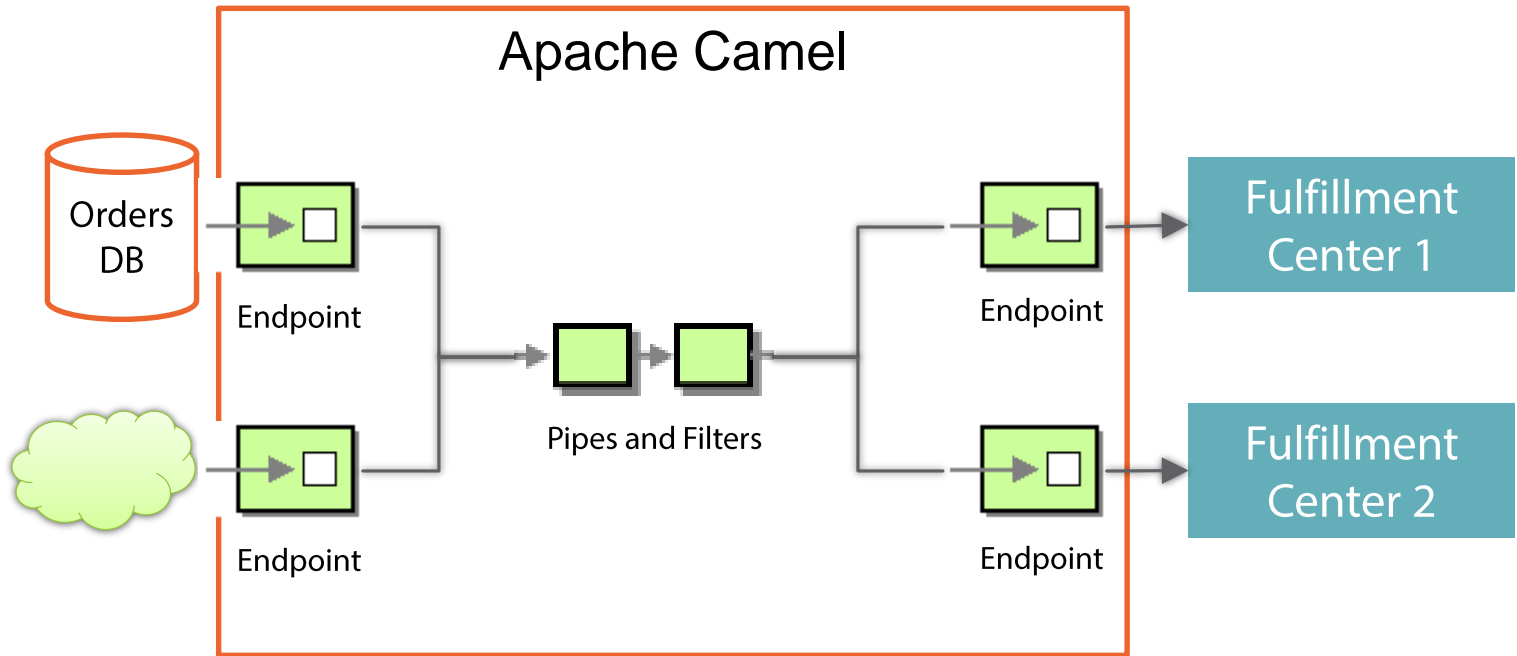 Apache Camel
Orders
DB
Endpoint
Endpoint
Pipes and Filters
Endpoint
Endpoint
Fulfillment
Center 1
Fulfillment
Center 2